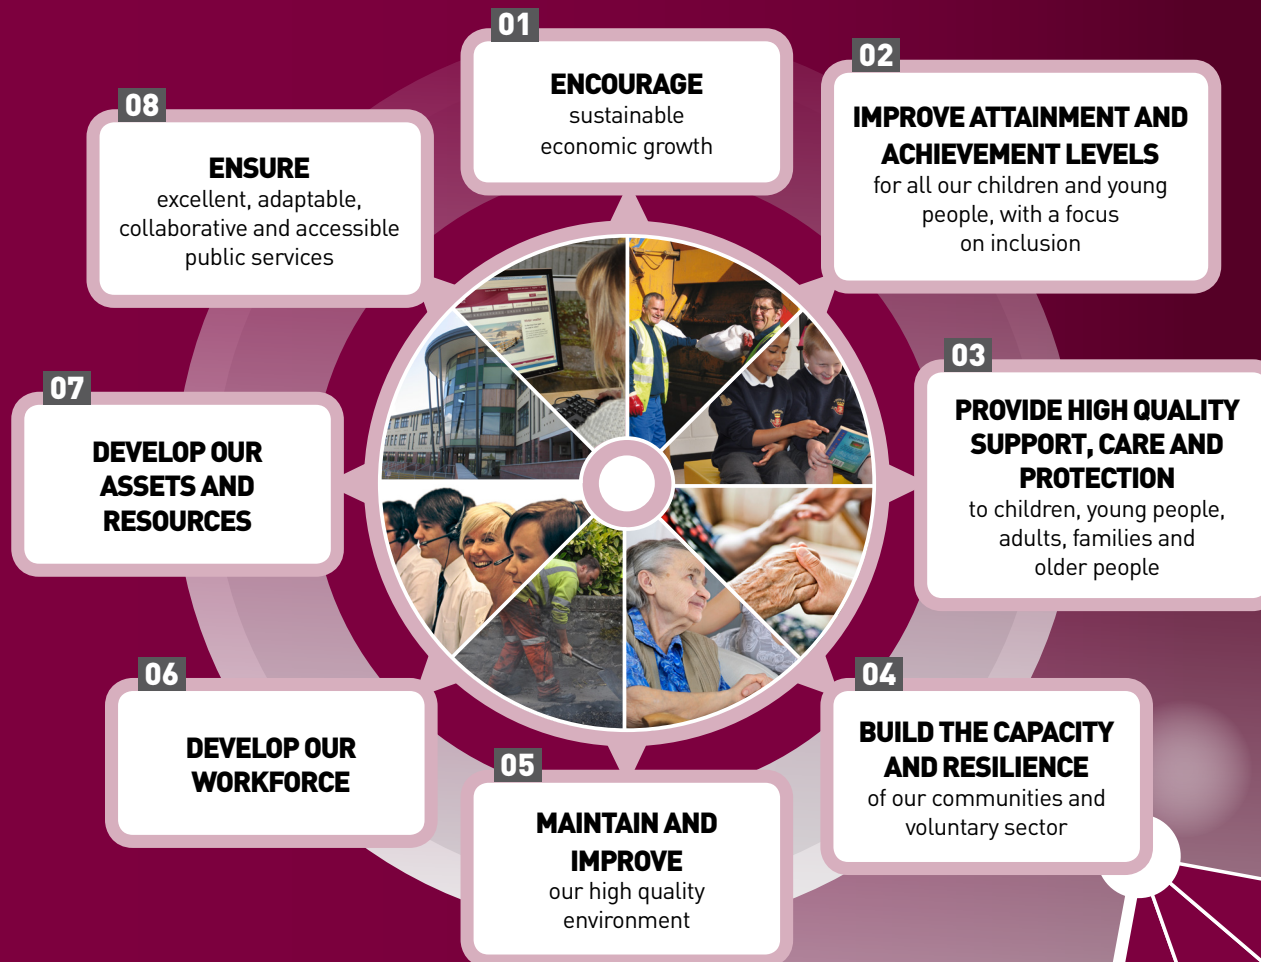 01
ENCOURAGE
sustainable
economic growth
02
IMPROVE ATTAINMENT AND
ACHIEVEMENT LEVELS
for all our children and young
people, with a focus
on inclusion
03
PROVIDE HIGH QUALITY
SUPPORT, CARE AND
PROTECTION
to children, young people,
adults, families and
older people
04
BUILD THE CAPACITY
AND RESILIENCE
of our communities and
voluntary sector
05
MAINTAIN AND
IMPROVE
our high quality
environment
06
DEVELOP OUR
WORKFORCE
07
DEVELOP OUR
ASSETS AND
RESOURCES
08
ENSURE
excellent, adaptable,
collaborative and accessible
public services